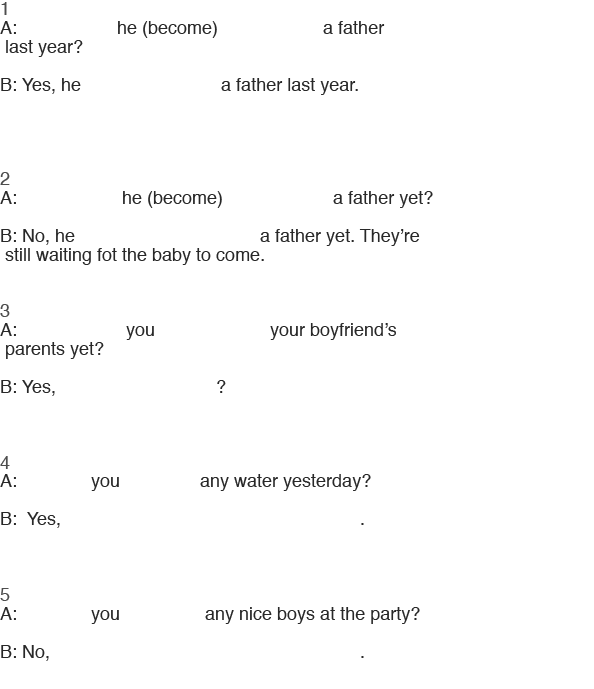 1
A: he (become) a father
last year?
B: Yes, he a father last year.
2
A: he (become) a father yet?
B: No, he a father yet. They’re
still waiting fot the baby to come.
3
A: you your boyfriend’s
parents yet?
B: Yes, ?
4
A: you any water yesterday?
B: Yes, .
5
A: you any nice boys at the party?
B: No, .